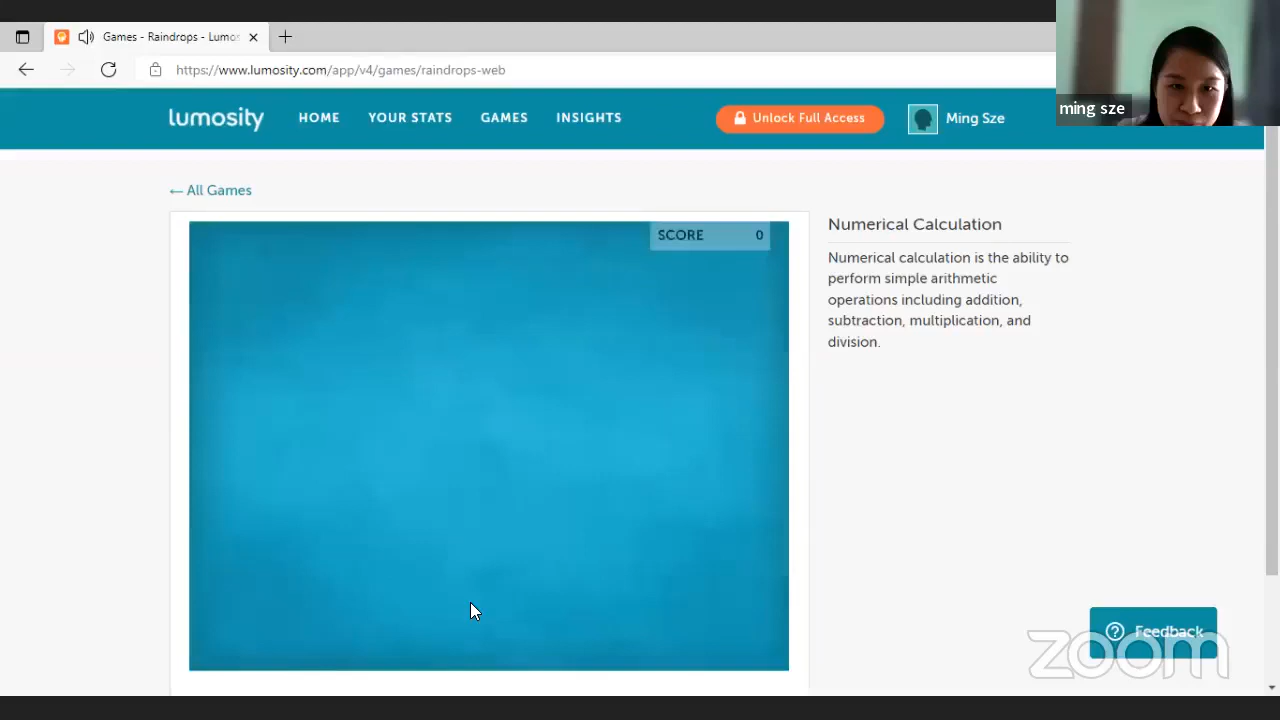 Games - Raindrops - Lumos
https://www.lumosity.com/app/v4/games/raindrops-web
ming sze
lumosity
HOME
YOUR STATS
GAMES
INSIGHTS
Unlock Full Access
Ming Sze
← All Games
SCORE 0
Numerical Calculation
Numerical calculation is the ability to
perform simple arithmetic
operations including addition,
subtraction, multiplication, and
division.
Feedback
zoom